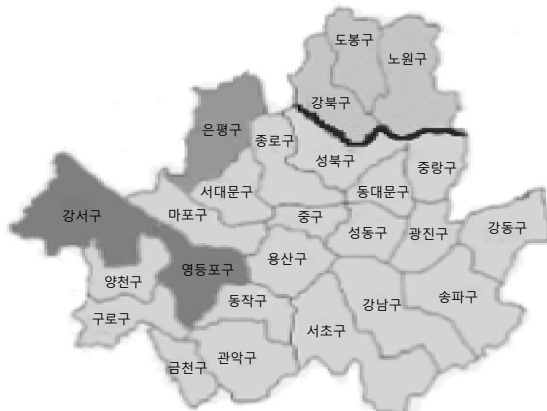 도봉구
노원구
강북구
은평구
종로구
성북구
중랑구
서대문구
동대문구
강서구
마포구
중구
성동구
광진구
강동구
양천구
영등포구
용산구
동작구
강남구
송파구
구로구
서초구
금천구
관악구